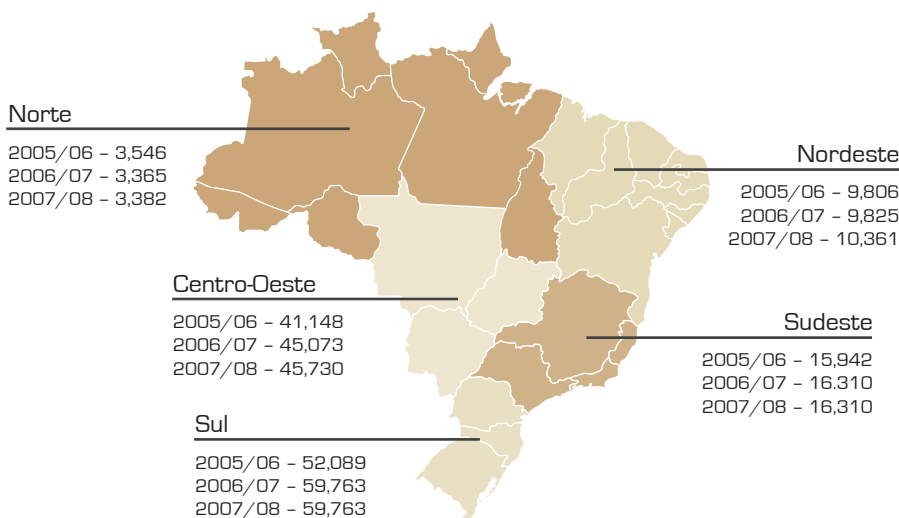 Norte
2005/06 – 3,546
2006/07 – 3,365
2007/08 – 3,382
Nordeste
2005/06 – 9,806
2006/07 – 9,825
2007/08 – 10,361
Centro-Oeste
2005/06 – 41,148
2006/07 – 45,073
2007/08 – 45,730
Sudeste
2005/06 – 15,942
2006/07 – 16.310
2007/08 – 16,310
Sul
2005/06 – 52,089
2006/07 – 59,763
2007/08 – 59,763